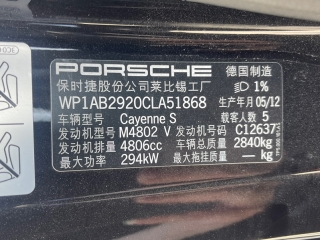 PORSCHE 德国制造
保时捷股份公司莱比锡工厂 1%
WP1AB2920CLA51868 生产年月 05/12
车辆型号 Cayenne S 载客人数 5
发动机型号 M4802 V 发动机号 C12637
发动机排量 4806cc 车辆总质量 2840kg
功率 294kW 最大拖挂质量 —kg